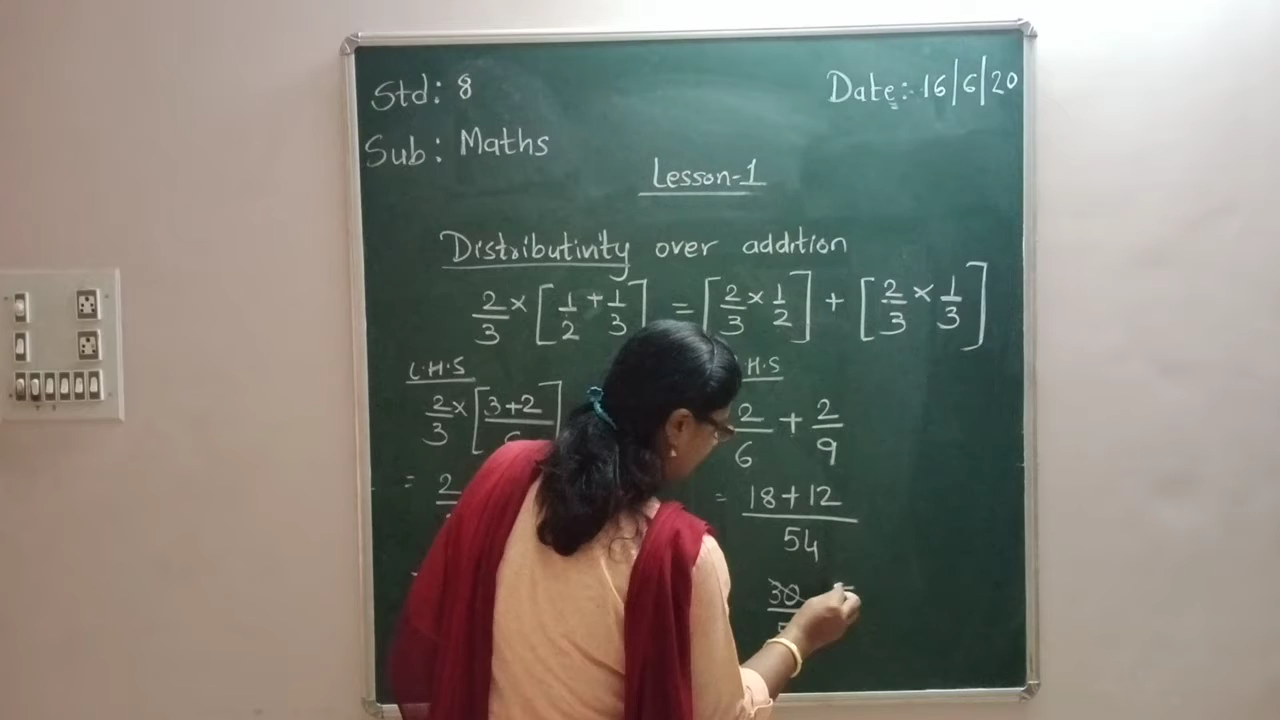 Std: 8
Date: 16/6/20
Sub: Maths
Lesson-1
Distributivity over addition
2/3 × [1/2 + 1/3] = [2/3 × 1/2] + [2/3 × 1/3]
L.H.S
H.S
2/3 × [3+2
2/6 + 2/9
= 2
= 18+12/54
30